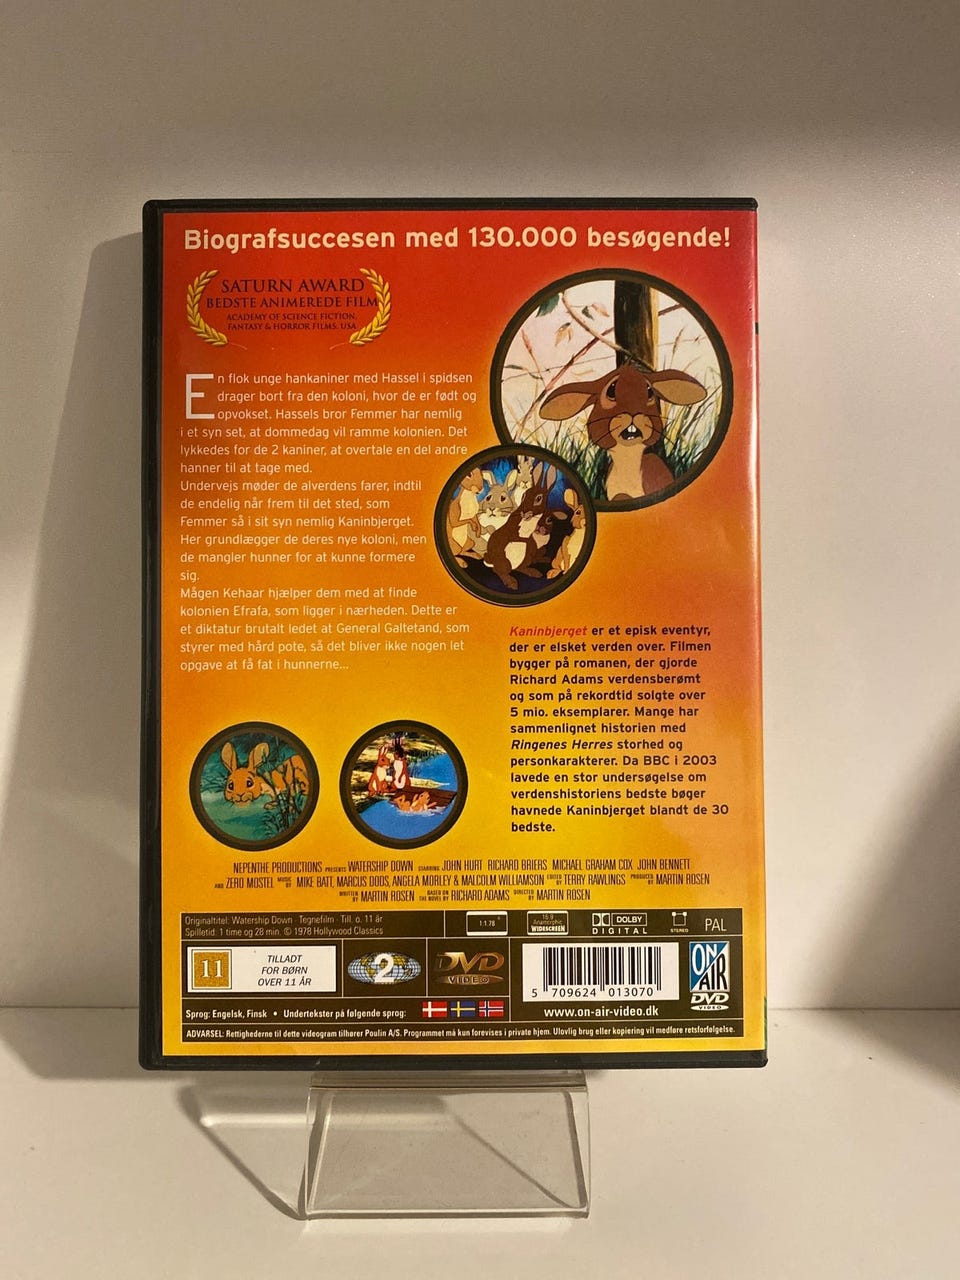 Biografsuccesen med 130.000 besøgende!
SATURN AWARD
BEDSTE ANIMEREDE FILM
ACADEMY OF SCIENCE FICTION,
FANTASY & HORROR FILMS, USA
En flok unge hankaniner med Hassel i spidsen
drager bort fra den koloni, hvor de er født og
opvokset. Hassels bror Femmer har nemlig
i et syn set, at dommedag vil ramme kolonien. Det
lykkedes for de 2 kaniner, at overtale en del andre
hanner til at tage med.
Undervejs møder de alverdens farer, indtil
de endelig når frem til det sted, som
Femmer så i sit syn nemlig Kaninbjerget.
Her grundlægger de deres nye koloni, men
de mangler hunner for at kunne formere
sig.
Mågen Kehaar hjælper dem med at finde
kolonien Efrafa, som ligger i nærheden. Dette er
et diktatur brutalt ledet at General Galtetand, som
styrer med hård pote, så det bliver ikke nogen let
opgave at få fat i hunnerne...
Kaninbjerget er et episk eventyr,
der er elsket verden over. Filmen
bygger på romanen, der gjorde
Richard Adams verdensberømt
og som på rekordtid solgte over
5 mio. eksemplarer. Mange har
sammenlignet historien med
Ringenes Herres storhed og
personkarakterer. Da BBC i 2003
lavede en stor undersøgelse om
verdenshistoriens bedste bøger
havnede Kaninbjerget blandt de 30
bedste.
NEPENTHE PRODUCTIONS PRESENTS WATERSHIP DOWN STARRING JOHN HURT RICHARD BRIERS MICHAEL GRAHAM COX JOHN BENNETT
AND ZERO MOSTEL MUSIC BY MIKE BATT, MARCUS DODS, ANGELA MORLEY & MALCOLM WILLIAMSON EDITED BY TERRY RAWLINGS PRODUCED BY MARTIN ROSEN
WRITTEN BY MARTIN ROSEN BASED ON THE NOVEL BY RICHARD ADAMS DIRECTED BY MARTIN ROSEN
Originaltitel: Watership Down · Tegnefilm · Till. o. 11 år
Spilletid: 1 time og 28 min. © 1978 Hollywood Classics
1:1.78
16:9
Anamorphic
WIDESCREEN
DOLBY
DIGITAL
STEREO
PAL
11
TILLADT
FOR BØRN
OVER 11 ÅR
2
DVD
VIDEO
5 709624 013070
ON
AIR
DVD
VIDEO
Sprog: Engelsk, Finsk • Undertekster på følgende sprog:
www.on-air-video.dk
ADVARSEL: Rettighederne til dette videogram tilhører Poulin A/S. Programmet må kun forevises i private hjem. Ulovlig brug eller kopiering vil medføre retsforfølgelse.